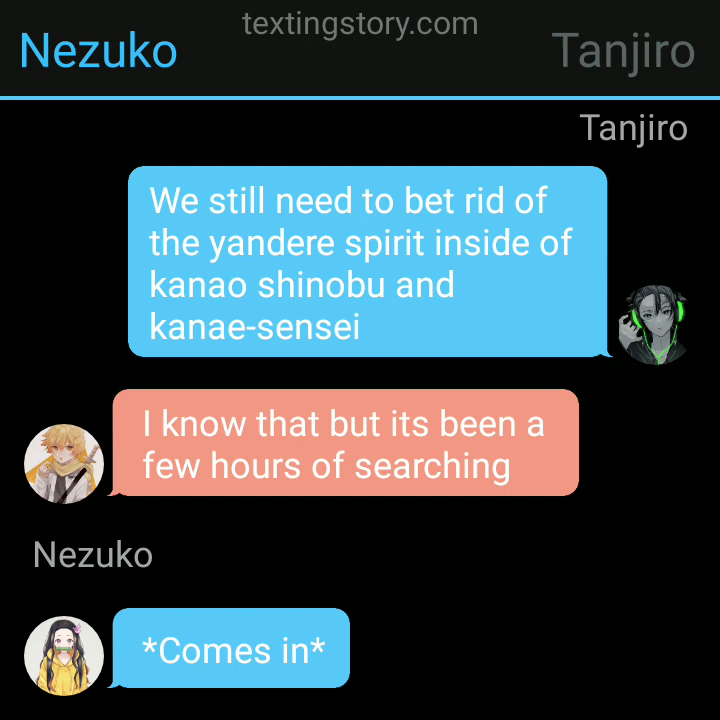 textingstory.com
Nezuko
Tanjiro
Tanjiro
We still need to bet rid of
the yandere spirit inside of
kanao shinobu and
kanae-sensei
I know that but its been a
few hours of searching
Nezuko
*Comes in*